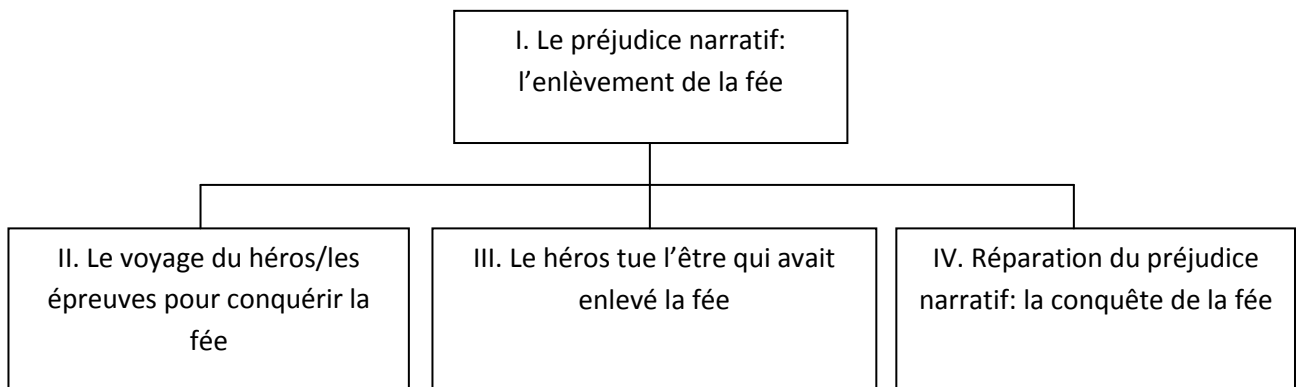 I. Le préjudice narratif:
l’enlèvement de la fée
II. Le voyage du héros/les
épreuves pour conquérir la
fée
III. Le héros tue l’être qui avait
enlevé la fée
IV. Réparation du préjudice
narratif: la conquête de la fée